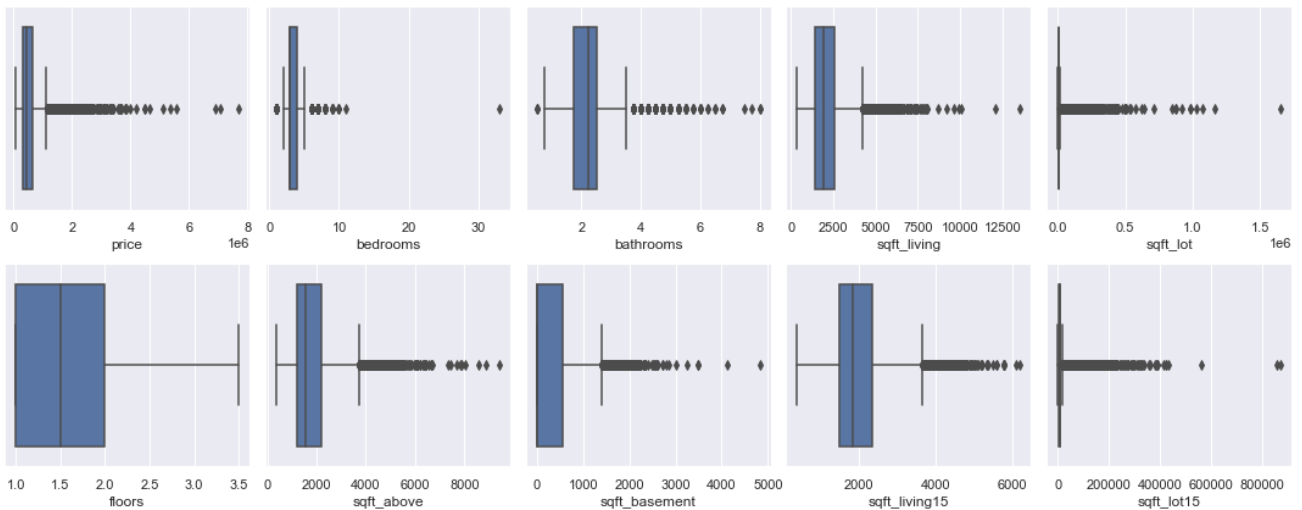 0 2 4 6 8
1e6
price
0 10 20 30
bedrooms
2 4 6 8
bathrooms
0 2500 5000 7500 10000 12500
sqft_living
0.0 0.5 1.0 1.5
1e6
sqft_lot
1.0 1.5 2.0 2.5 3.0 3.5
floors
0 2000 4000 6000 8000
sqft_above
0 1000 2000 3000 4000 5000
sqft_basement
2000 4000 6000
sqft_living15
0 200000 400000 600000 800000
sqft_lot15